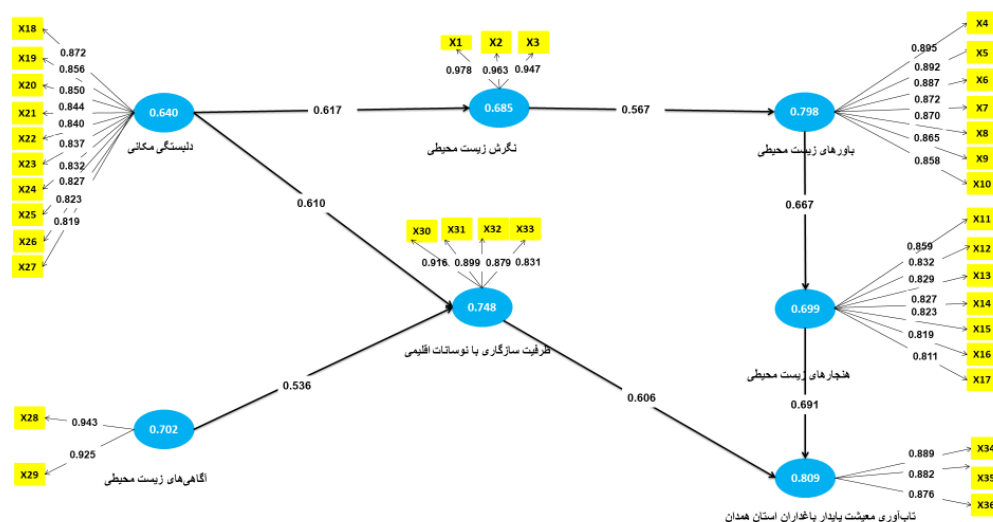 X18
X19
X20
X21
X22
X23
X24
X25
X26
X27
0.872
0.856
0.850
0.844
0.840
0.837
0.832
0.827
0.823
0.819
0.640
دلبستگی مکانی
0.617
X1
X2
X3
0.978
0.963
0.947
0.685
نگرش زیست محیطی
0.567
0.798
باورهای زیست محیطی
X4
X5
X6
X7
X8
X9
X10
0.895
0.892
0.887
0.872
0.870
0.865
0.858
0.610
0.667
X30
X31
X32
X33
0.916
0.899
0.879
0.831
0.748
ظرفیت سازگاری با نوسانات اقلیمی
0.699
هنجارهای زیست محیطی
X11
X12
X13
X14
X15
X16
X17
0.859
0.832
0.829
0.827
0.823
0.819
0.811
0.536
0.606
0.691
X28
X29
0.943
0.925
0.702
آگاهی‌های زیست محیطی
0.809
تاب‌آوری معیشت پایدار باغداران استان همدان
X34
X35
X36
0.889
0.882
0.876